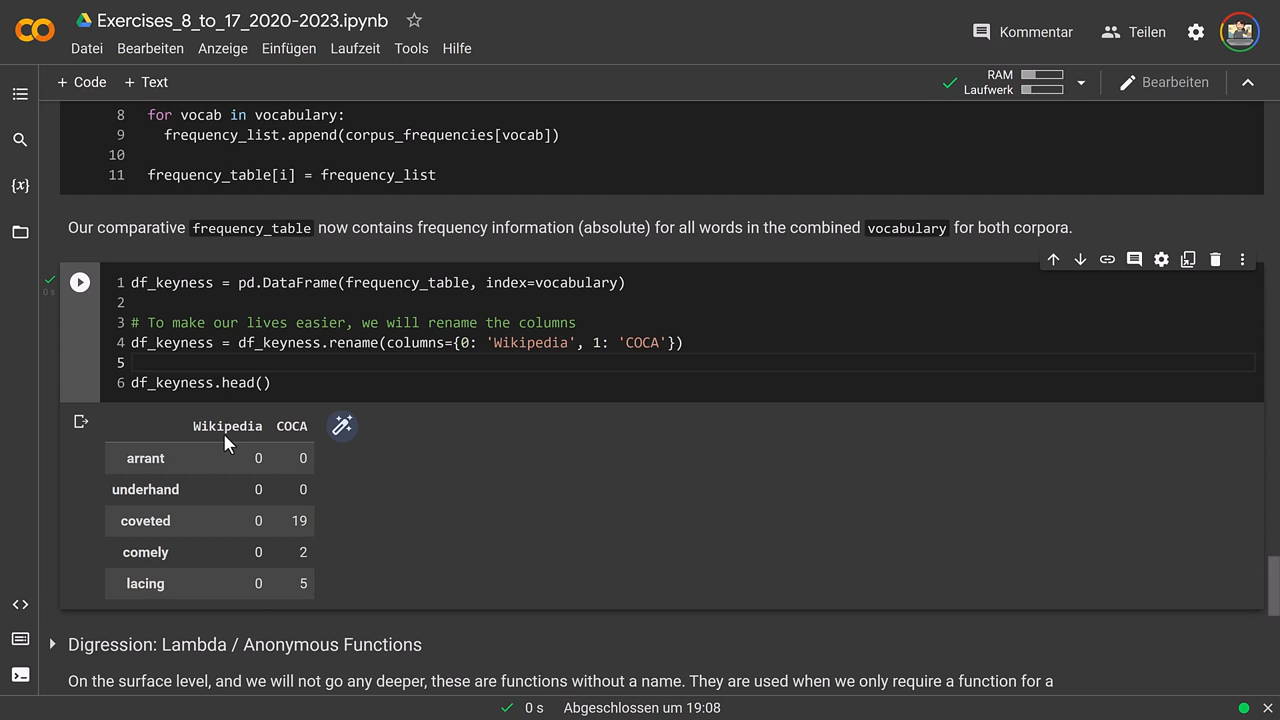 Exercises_8_to_17_2020-2023.ipynb
Kommentar
Teilen
Datei Bearbeiten Anzeige Einfügen Laufzeit Tools Hilfe
+ Code + Text
RAM
Laufwerk
Bearbeiten
8 for vocab in vocabulary:
9 frequency_list.append(corpus_frequencies[vocab])
10
11 frequency_table[i] = frequency_list
Our comparative frequency_table now contains frequency information (absolute) for all words in the combined vocabulary for both corpora.
0s
1 df_keyness = pd.DataFrame(frequency_table, index=vocabulary)
2
3 # To make our lives easier, we will rename the columns
4 df_keyness = df_keyness.rename(columns={0: 'Wikipedia', 1: 'COCA'})
5
6 df_keyness.head()
Wikipedia COCA
arrant 0 0
underhand 0 0
coveted 0 19
comely 0 2
lacing 0 5
Digression: Lambda / Anonymous Functions
On the surface level, and we will not go any deeper, these are functions without a name. They are used when we only require a function for a
0 s Abgeschlossen um 19:08